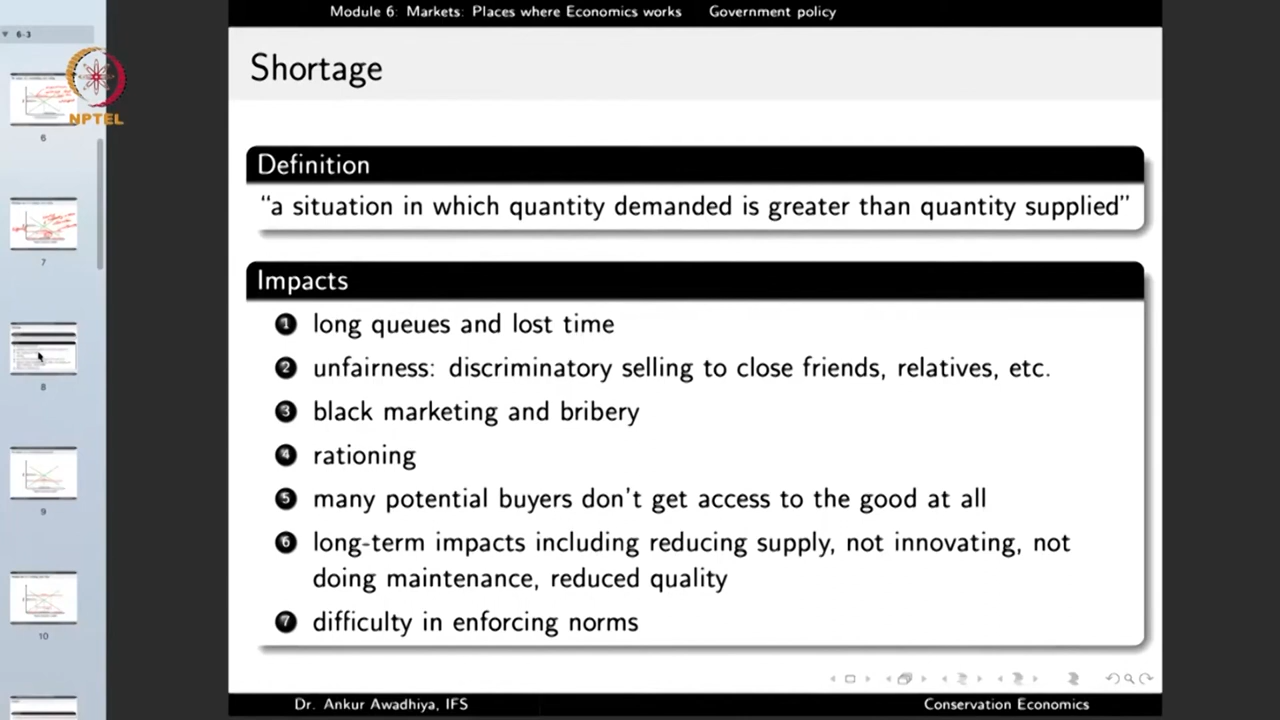 Module 6: Markets: Places where Economics works Government policy
6-3
Shortage
NPTEL
6
7
8
9
10
Definition
“a situation in which quantity demanded is greater than quantity supplied”
Impacts
1 long queues and lost time
2 unfairness: discriminatory selling to close friends, relatives, etc.
3 black marketing and bribery
4 rationing
5 many potential buyers don't get access to the good at all
6 long-term impacts including reducing supply, not innovating, not
doing maintenance, reduced quality
7 difficulty in enforcing norms
Dr. Ankur Awadhiya, IFS Conservation Economics